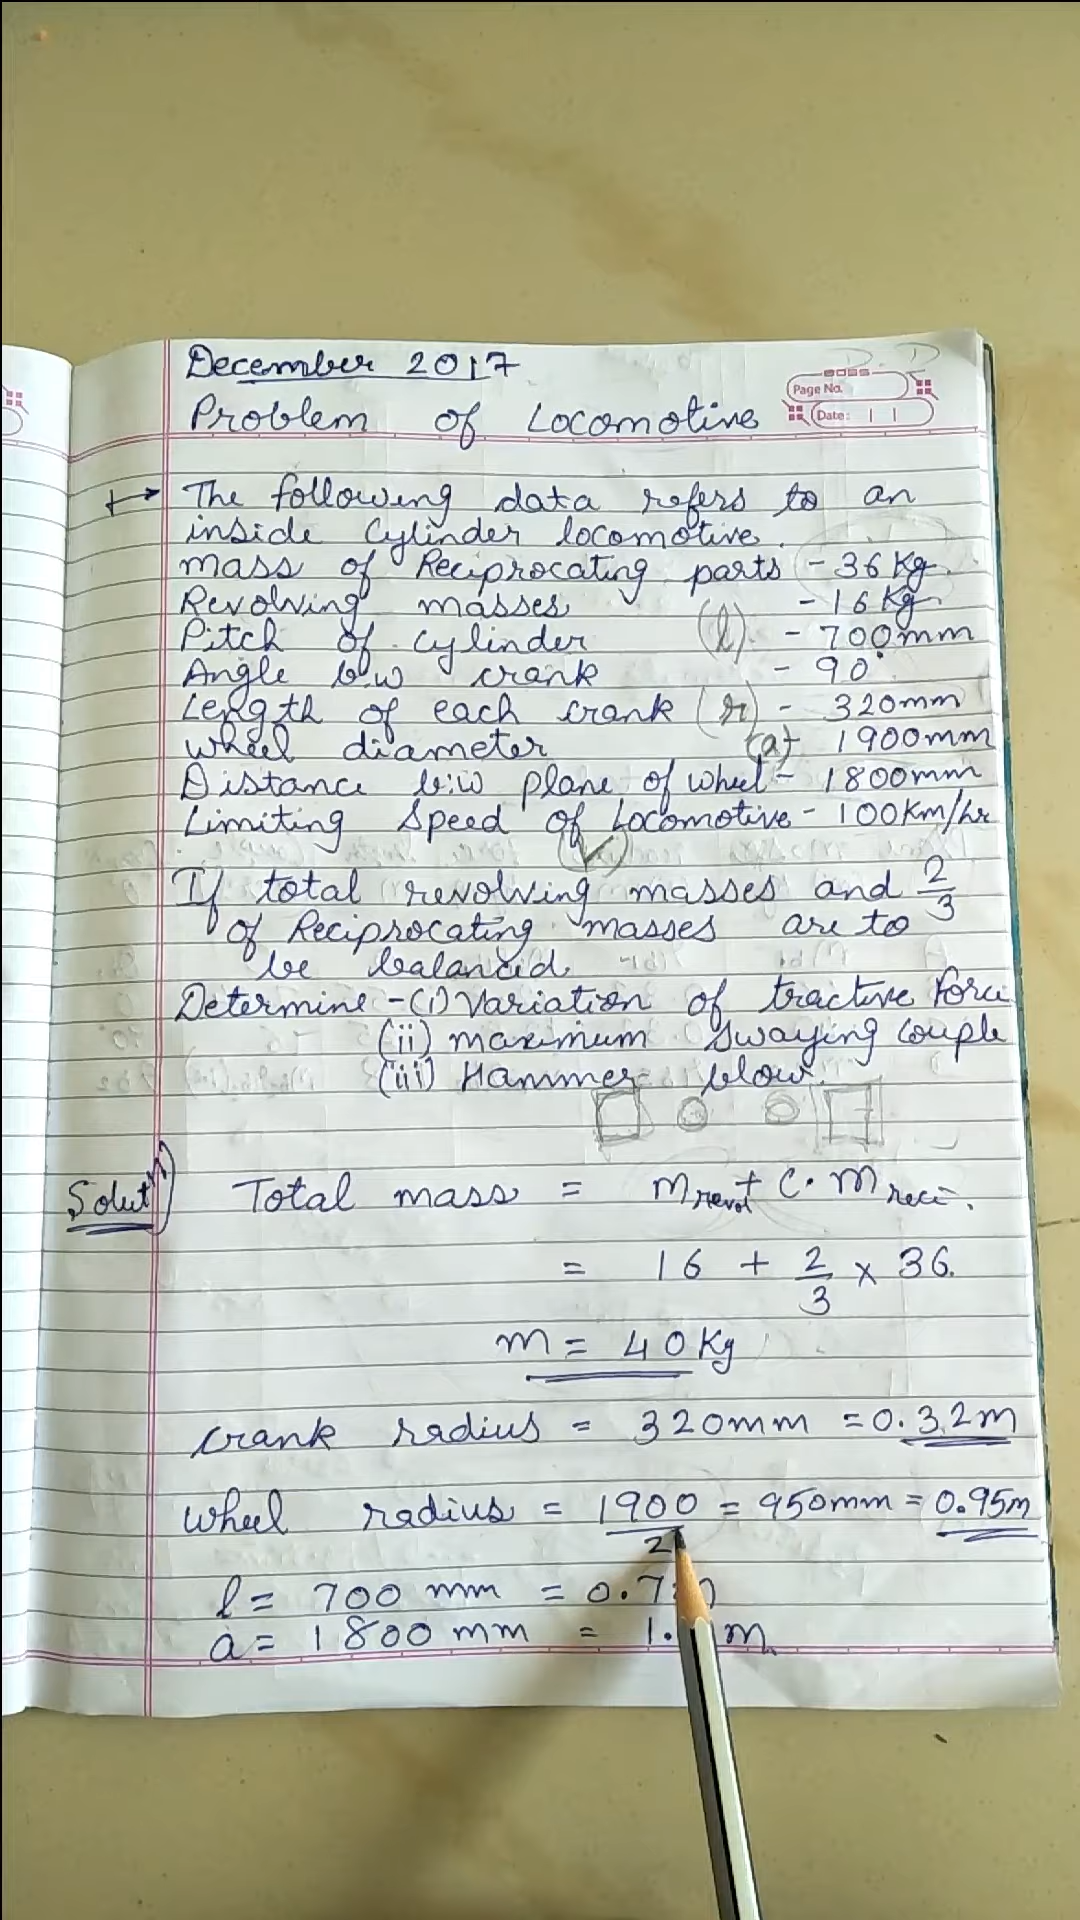 December 2017
Problem of Locomotive
Page No.
Date:
The following data refers to an
inside Cylinder locomotive.
mass of Reciprocating parts - 36 Kg.
Revolving masses - 16 Kg
Pitch of cylinder (l) - 700mm
Angle b/w crank - 90°
Length of each crank (r) - 320mm
wheel diameter (a) 1900mm
Distance b/w plane of wheel - 1800mm
Limiting Speed of Locomotive - 100Km/hr
If total revolving masses and 2/3
of Reciprocating masses are to
be balanced
Determine - (i) Variation of tractive Force
(ii) maximum swaying couple
(iii) Hammer blow.
Solutn) Total mass = m revol + C. m reci.
= 16 + 2/3 × 36.
m = 40 Kg
crank radius = 320mm = 0.32m
wheel radius = 1900/2 = 950mm = 0.95m
l = 700 mm = 0.7
a = 1800 mm = 1. m